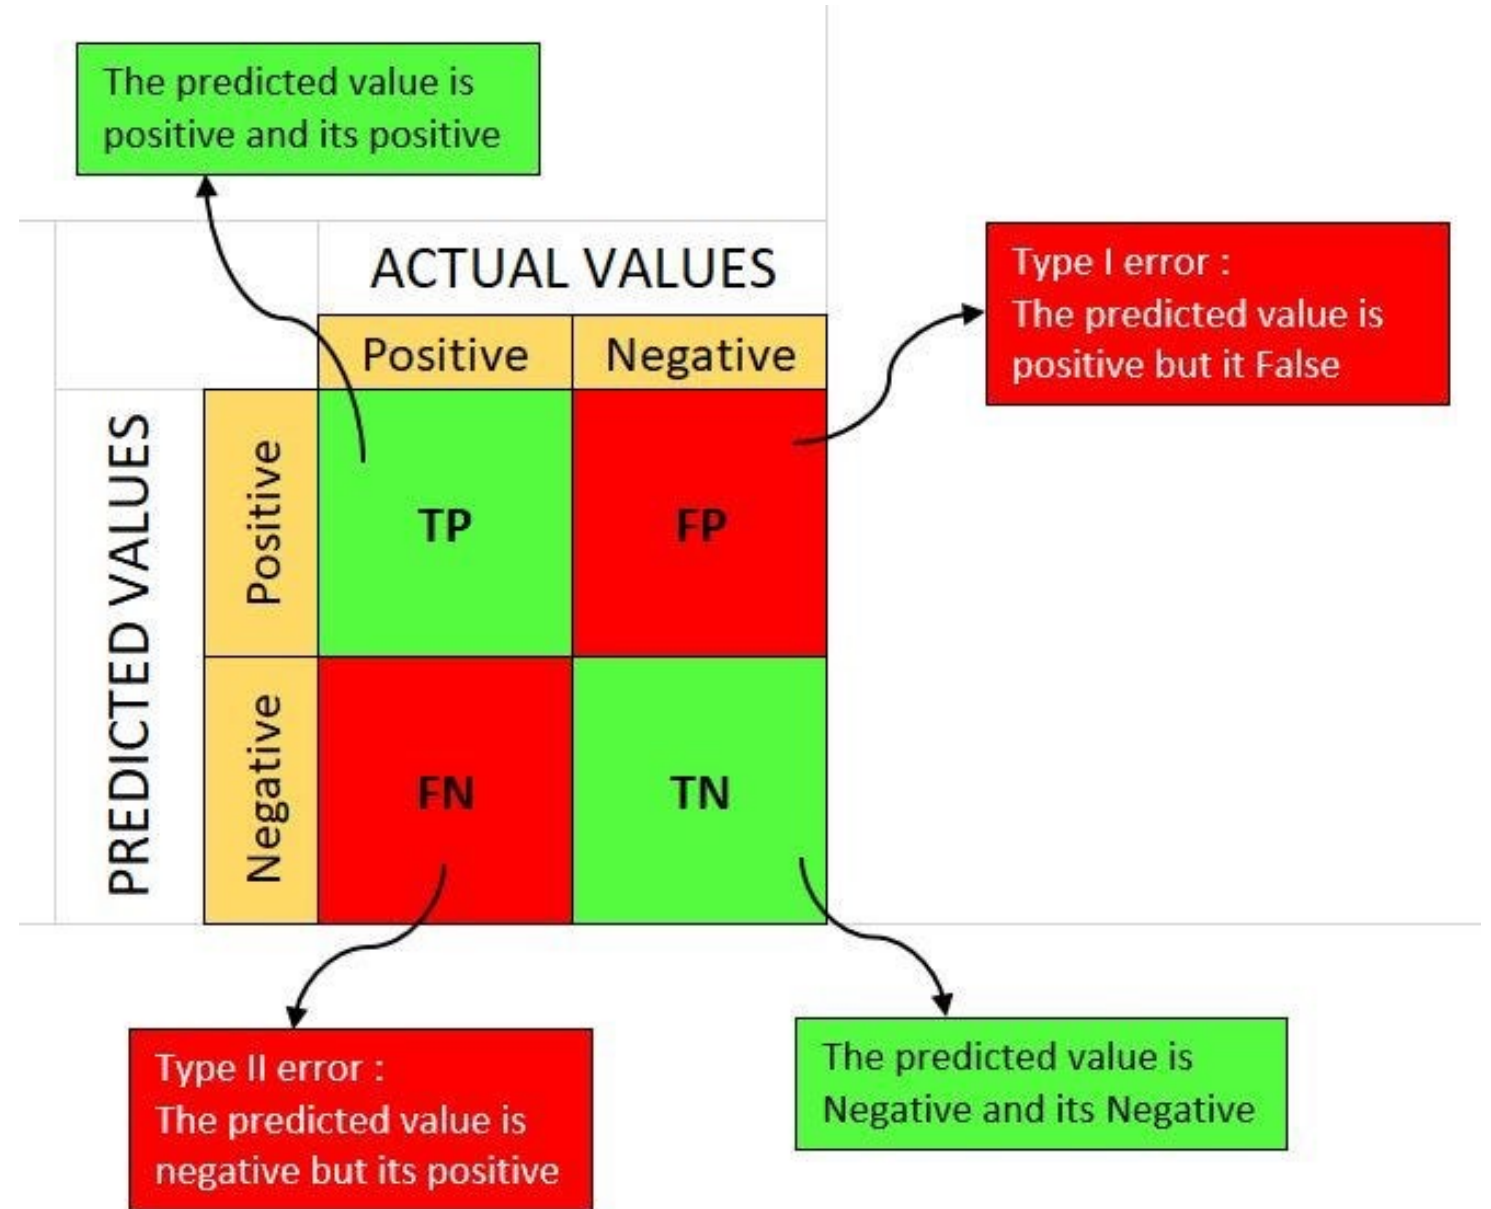 The predicted value is
positive and its positive
ACTUAL VALUES
Type I error :
The predicted value is
positive but it False
Positive
Negative
PREDICTED VALUES
Positive
TP
FP
Negative
FN
TN
Type II error :
The predicted value is
negative but its positive
The predicted value is
Negative and its Negative